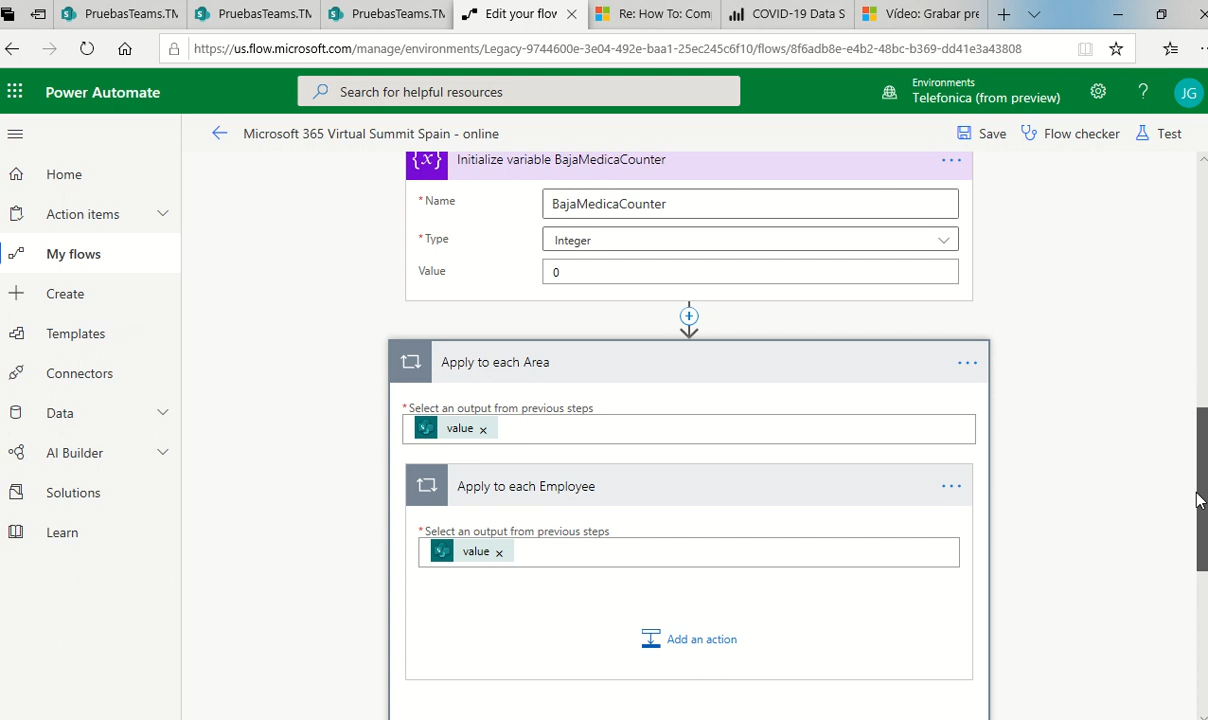 PruebasTeams.TM
PruebasTeams.TM
PruebasTeams.TM
Edit your flow
Re: How To: Com
COVID-19 Data S
Vídeo: Grabar pre
https://us.flow.microsoft.com/manage/environments/Legacy-9744600e-3e04-492e-baa1-25ec245c6f10/flows/8f6adb8e-e4b2-48bc-b369-dd41e3a43808
Power Automate
Search for helpful resources
Environments
Telefonica (from preview)
JG
Microsoft 365 Virtual Summit Spain - online
Save
Flow checker
Test
Home
Action items
My flows
Create
Templates
Connectors
Data
AI Builder
Solutions
Learn
{x}
Initialize variable BajaMedicaCounter
* Name
BajaMedicaCounter
* Type
Integer
Value
0
Apply to each Area
* Select an output from previous steps
value
Apply to each Employee
* Select an output from previous steps
value
Add an action